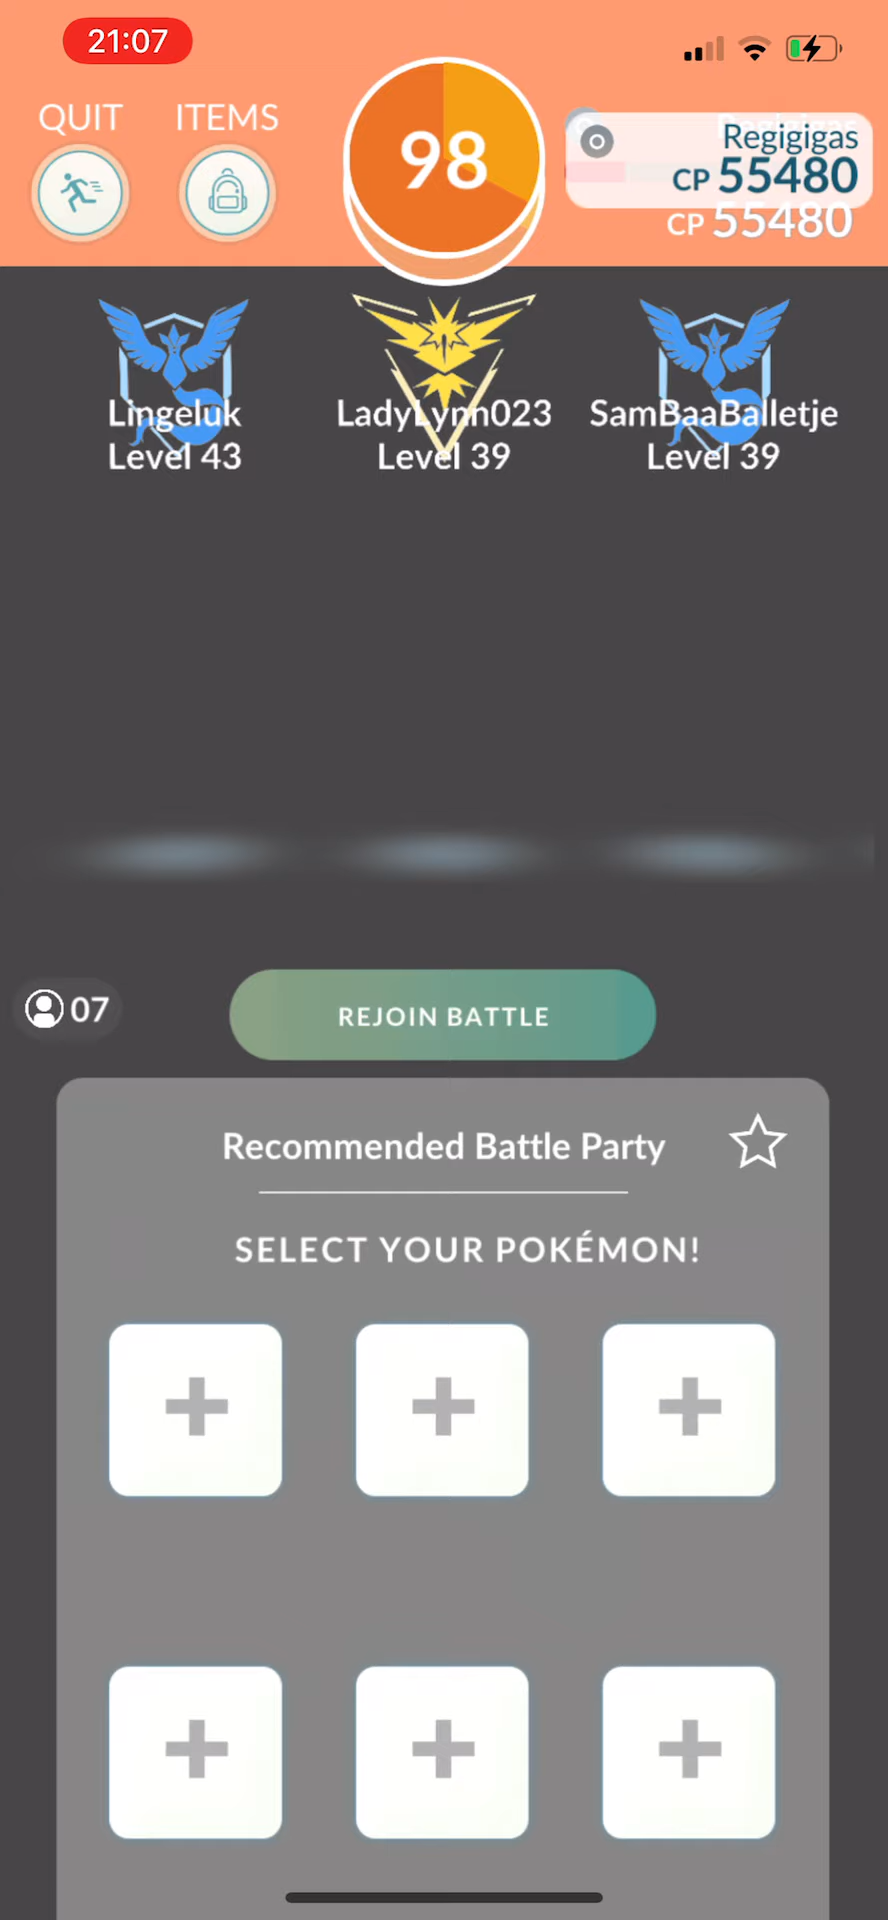 21:07
QUIT ITEMS
98
Regigigas
CP 55480
CP 55480
Lingeluk
Level 43
LadyLynn023
Level 39
SamBaaBalletje
Level 39
07
REJOIN BATTLE
Recommended Battle Party
SELECT YOUR POKÉMON!